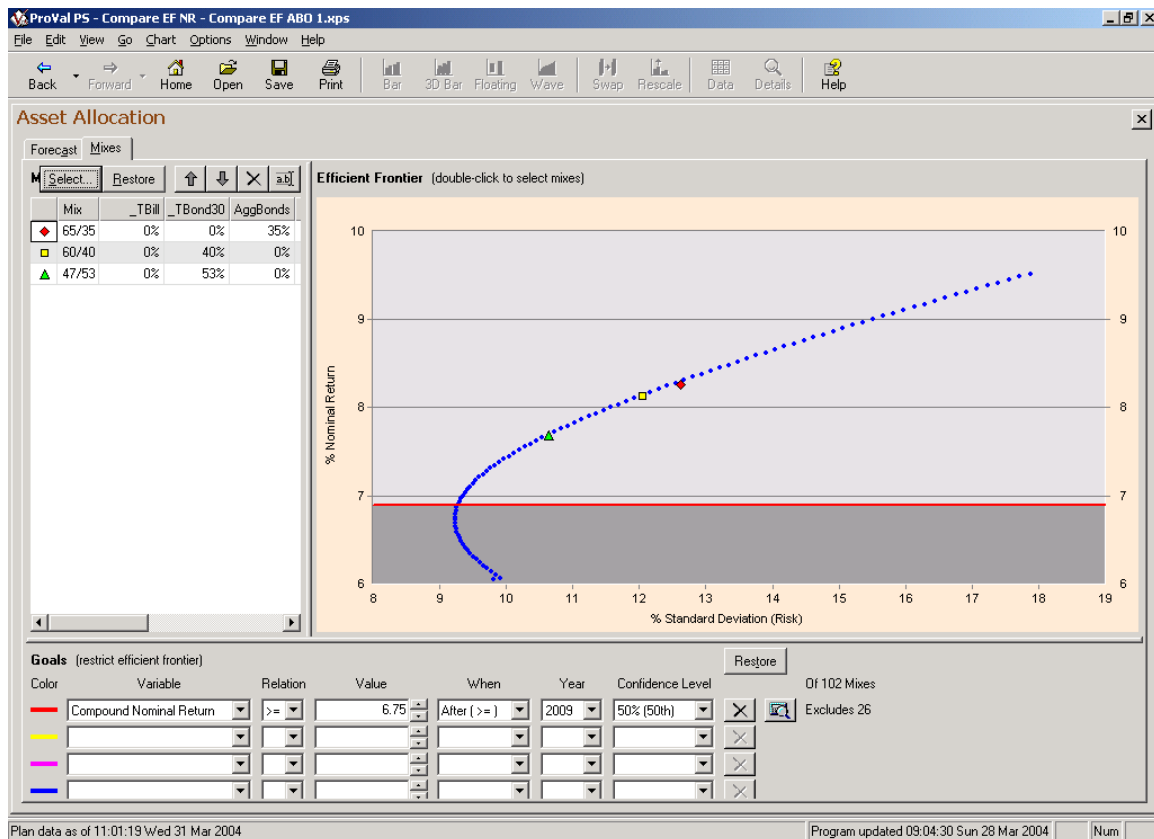 ProVal PS - Compare EF NR - Compare EF ABO 1.xps
File Edit View Go Chart Options Window Help
Back Forward Home Open Save Print Bar 3D Bar Floating Wave Swap Rescale Data Details Help
Asset Allocation
Forecast Mixes
M Select... Restore a.b
Mix _TBill _TBond30 AggBonds
65/35 0% 0% 35%
60/40 0% 40% 0%
47/53 0% 53% 0%
Efficient Frontier (double-click to select mixes)
10 10
9 9
8 8
7 7
6 6
% Nominal Return
8 9 10 11 12 13 14 15 16 17 18 19
% Standard Deviation (Risk)
Goals (restrict efficient frontier) Restore
Color Variable Relation Value When Year Confidence Level Of 102 Mixes
Compound Nominal Return >= 6.75 After ( >= ) 2009 50% (50th) Excludes 26
Plan data as of 11:01:19 Wed 31 Mar 2004 Program updated 09:04:30 Sun 28 Mar 2004 Num